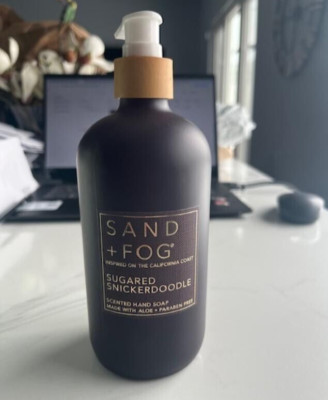 SAND
+FOG®
INSPIRED ON THE CALIFORNIA COAST
SUGARED
SNICKERDOODLE
SCENTED HAND SOAP
MADE WITH ALOE • PARABEN FREE